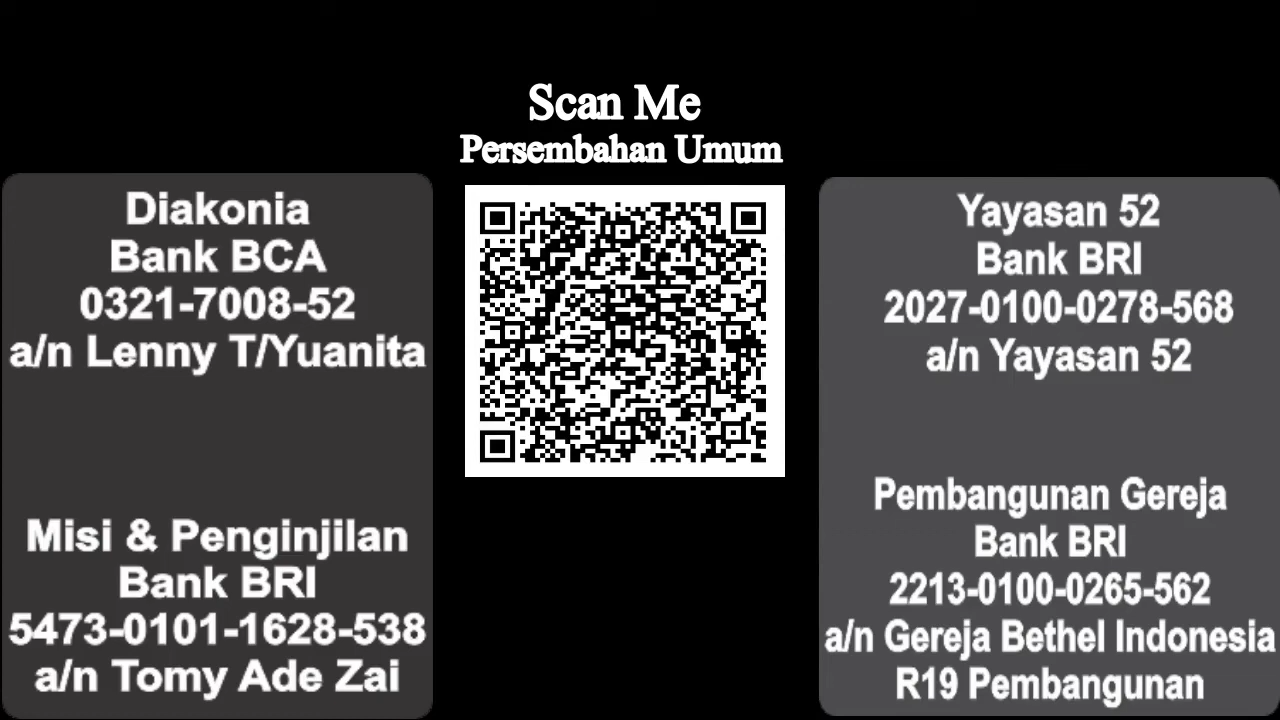 Scan Me
Persembahan Umum
Diakonia
Bank BCA
0321-7008-52
a/n Lenny T/Yuanita
Misi & Penginjilan
Bank BRI
5473-0101-1628-538
a/n Tomy Ade Zai
Yayasan 52
Bank BRI
2027-0100-0278-568
a/n Yayasan 52
Pembangunan Gereja
Bank BRI
2213-0100-0265-562
a/n Gereja Bethel Indonesia
R19 Pembangunan